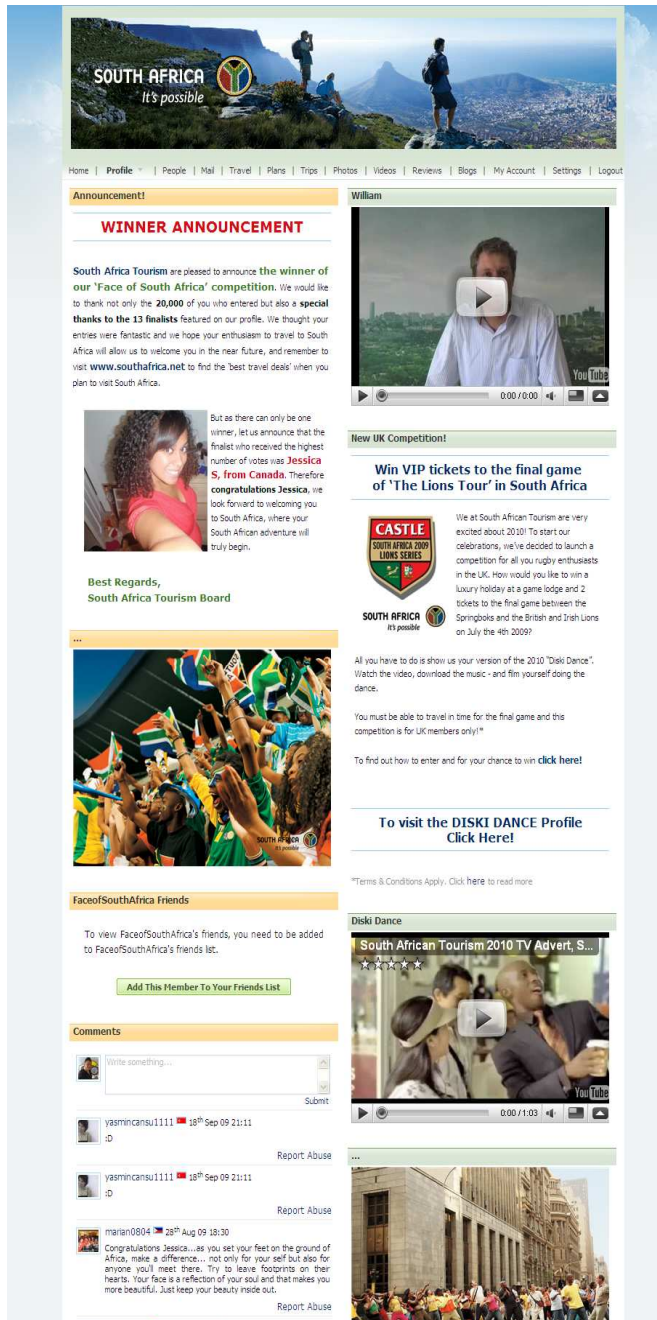 SOUTH AFRICA
It's possible
Home | Profile | People | Mail | Travel | Plans | Trips | Photos | Videos | Reviews | Blogs | My Account | Settings | Logout
Announcement!
WINNER ANNOUNCEMENT
South Africa Tourism are pleased to announce the winner of
our 'Face of South Africa' competition. We would like
to thank not only the 20,000 of you who entered but also a special
thanks to the 13 finalists featured on our profile. We thought your
entries were fantastic and we hope your enthusiasm to travel to South
Africa will allow us to welcome you in the near future, and remember to
visit www.southafrica.net to find the 'best travel deals' when you
plan to visit South Africa.
But as there can only be one
winner, let us announce that the
finalist who received the highest
number of votes was Jessica
S, from Canada. Therefore
congratulations Jessica, we
look forward to welcoming you
to South Africa, where your
South African adventure will
truly begin.
Best Regards,
South Africa Tourism Board
...
SOUTH AFRICA
It's possible
FaceofSouthAfrica Friends
To view FaceofSouthAfrica's friends, you need to be added
to FaceofSouthAfrica's friends list.
Add This Member To Your Friends List
Comments
Write something...
Submit
yasmincansu1111 18th Sep 09 21:11
:D
Report Abuse
yasmincansu1111 18th Sep 09 21:11
:D
Report Abuse
marian0804 28th Aug 09 18:30
Congratulations Jessica...as you set your feet on the ground of
Africa, make a difference... not only for your self but also for
anyone you'll meet there. Try to leave footprints on their
hearts. Your face is a reflection of your soul and that makes you
more beautiful. Just keep your beauty inside out.
Report Abuse
William
YouTube
0:00 / 0:00
New UK Competition!
Win VIP tickets to the final game
of 'The Lions Tour' in South Africa
CASTLE
SOUTH AFRICA 2009
LIONS SERIES
SOUTH AFRICA
It's possible
We at South African Tourism are very
excited about 2010! To start our
celebrations, we've decided to launch a
competition for all you rugby enthusiasts
in the UK. How would you like to win a
luxury holiday at a game lodge and 2
tickets to the final game between the
Springboks and the British and Irish Lions
on July the 4th 2009?
All you have to do is show us your version of the 2010 "Diski Dance".
Watch the video, download the music - and film yourself doing the
dance.
You must be able to travel in time for the final game and this
competition is for UK members only!*
To find out how to enter and for your chance to win click here!
To visit the DISKI DANCE Profile
Click Here!
*Terms & Conditions Apply. Click here to read more
Diski Dance
South African Tourism 2010 TV Advert, S...
YouTube
0:00 / 1:03
...